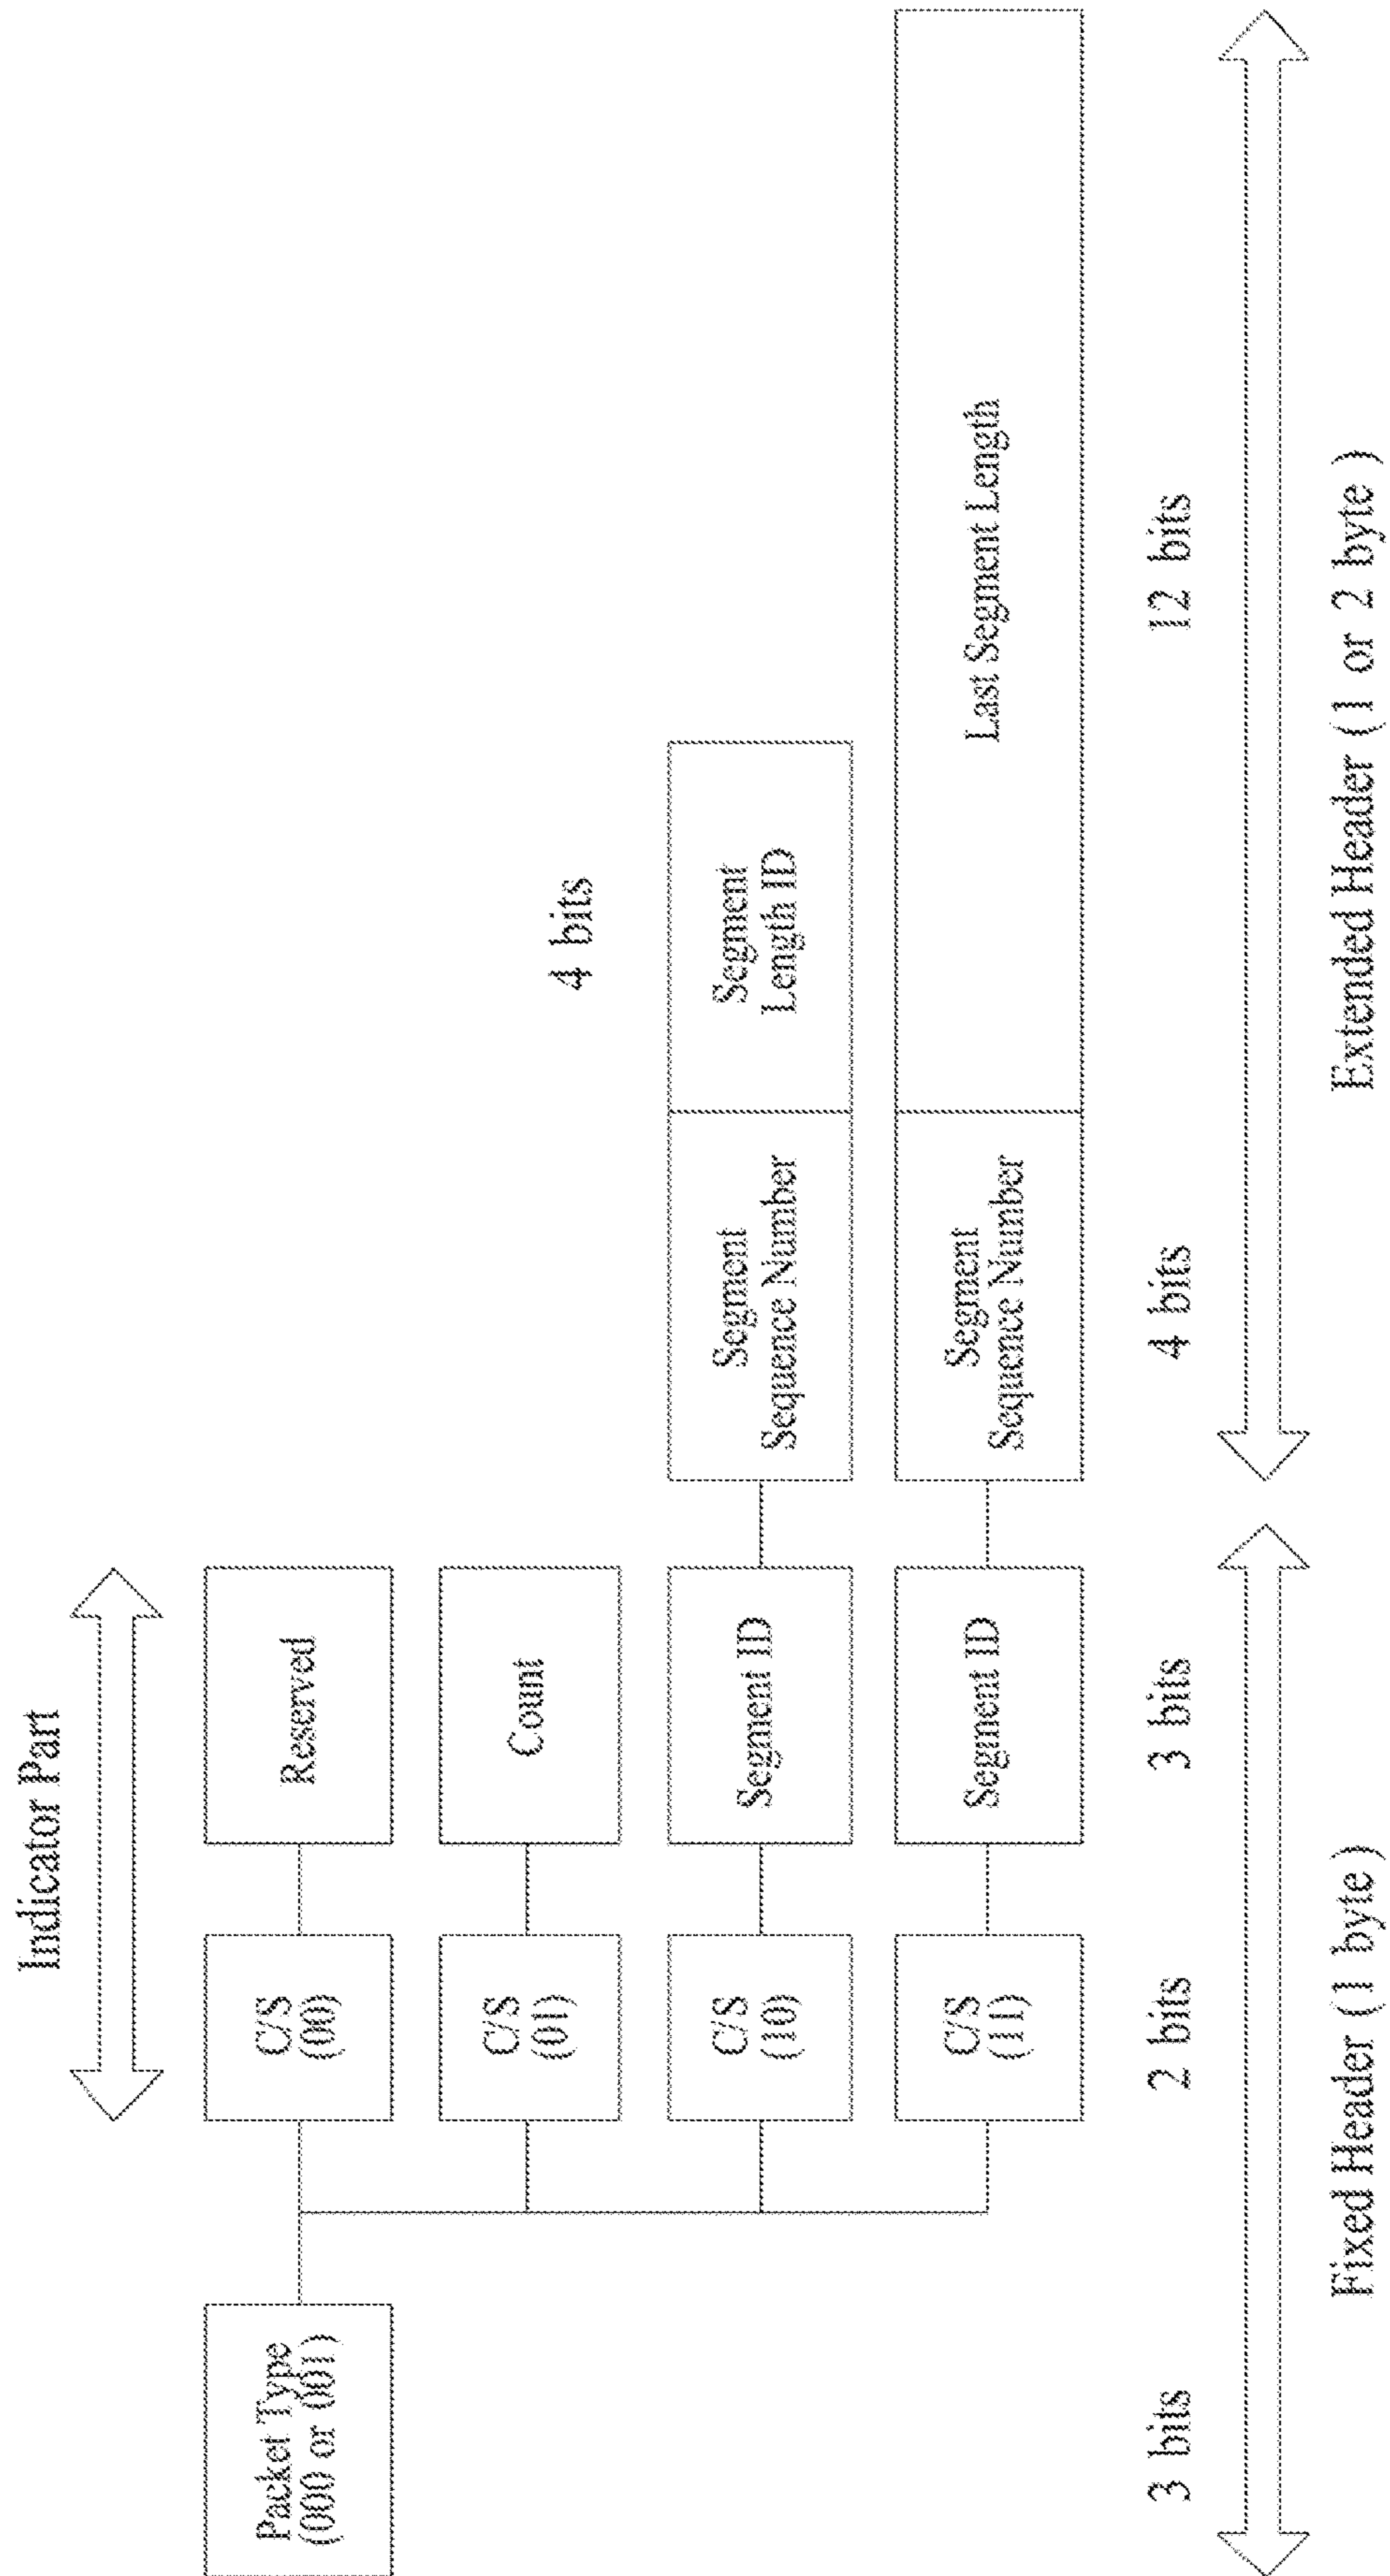 Indicator Part
Packet Type
(000 or 001)
C/S
(00)
Reserved
C/S
(01)
Count
4 bits
C/S
(10)
Segment ID
Segment
Sequence Number
Segment
Length ID
C/S
(11)
Segment ID
Segment
Sequence Number
Last Segment Length
3 bits
2 bits
3 bits
4 bits
12 bits
Fixed Header (1 byte )
Extended Header (1 or 2 byte )